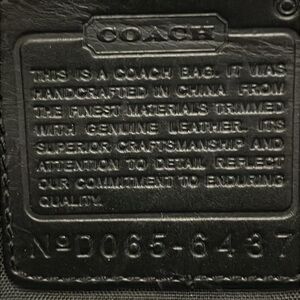 COACH
THIS IS A COACH BAG. IT WAS
HANDCRAFTED IN CHINA FROM
THE FINEST MATERIALS TRIMMED
WITH GENUINE LEATHER. ITS
SUPERIOR CRAFTSMANSHIP AND
ATTENTION TO DETAIL REFLECT
OUR COMMITMENT TO ENDURING
QUALITY.
NºD065-6437